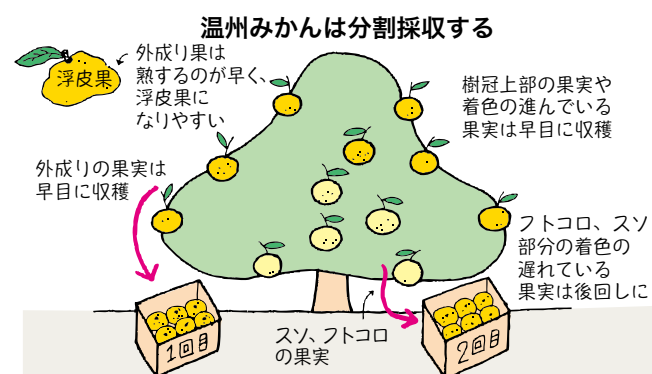 温州みかんは分割採収する
浮皮果
外成り果は
熟するのが早く、
浮皮果に
なりやすい
樹冠上部の果実や
着色の進んでいる
果実は早目に収穫
外成りの果実は
早目に収穫
フトコロ、スソ
部分の着色の
遅れている
果実は後回しに
スソ、フトコロ
の果実
1回目
2回目